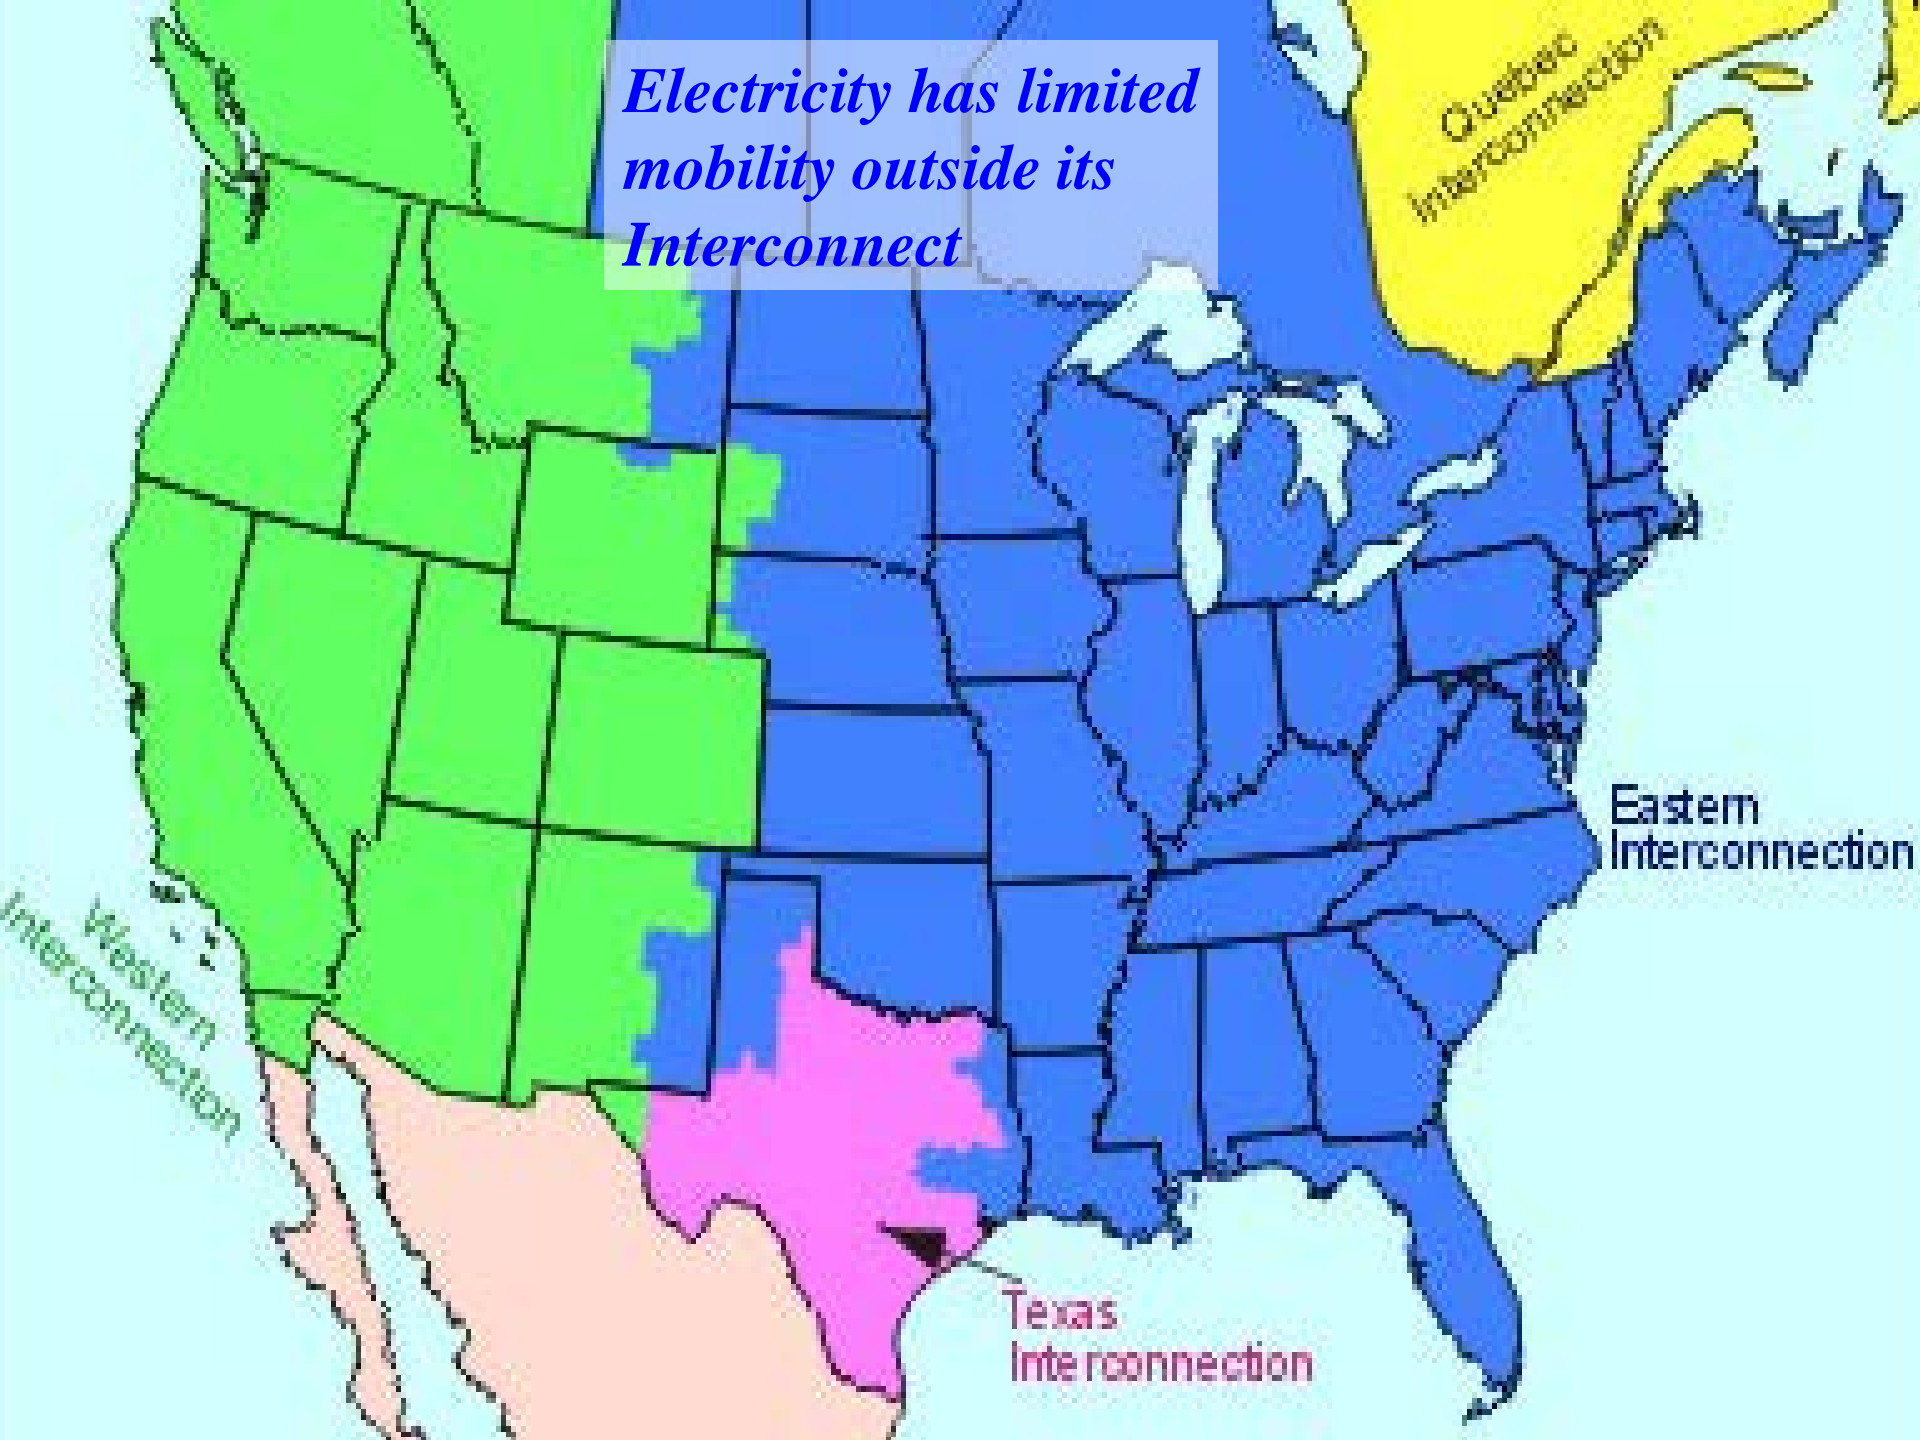 Electricity has limited
mobility outside its
Interconnect
Quebec
Interconnection
Eastern
Interconnection
Western
Interconnection
Texas
Interconnection